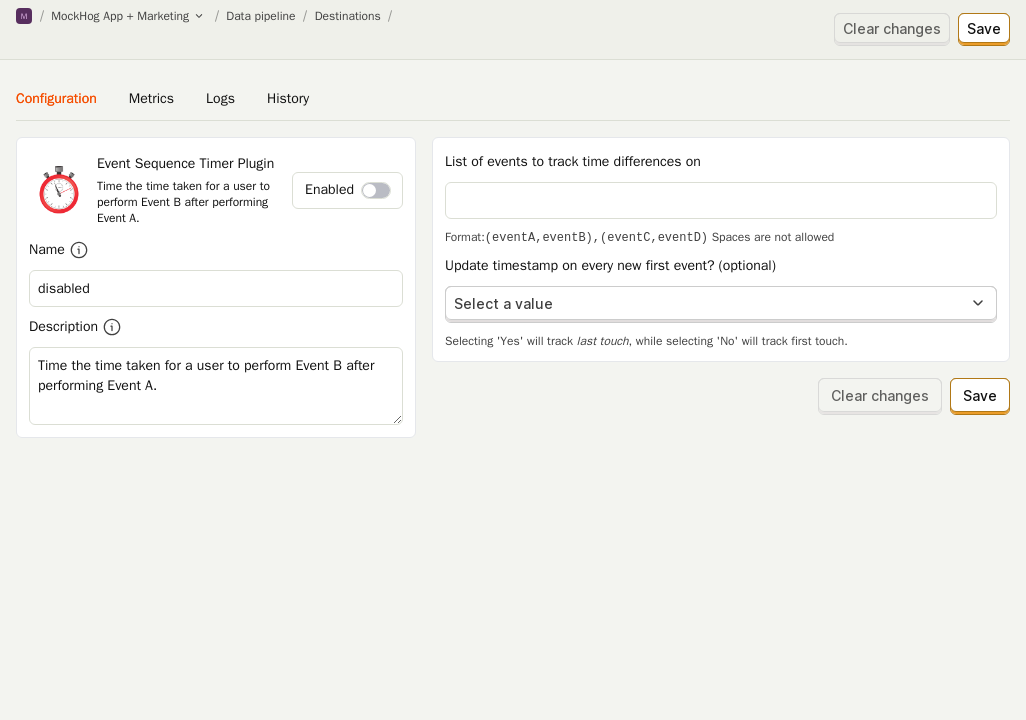 M / MockHog App + Marketing / Data pipeline / Destinations /
Clear changes Save
Configuration Metrics Logs History
Event Sequence Timer Plugin
Time the time taken for a user to
perform Event B after performing
Event A.
Enabled
Name
disabled
Description
Time the time taken for a user to perform Event B after
performing Event A.
List of events to track time differences on
Format:(eventA,eventB),(eventC,eventD) Spaces are not allowed
Update timestamp on every new first event? (optional)
Select a value
Selecting 'Yes' will track last touch, while selecting 'No' will track first touch.
Clear changes Save